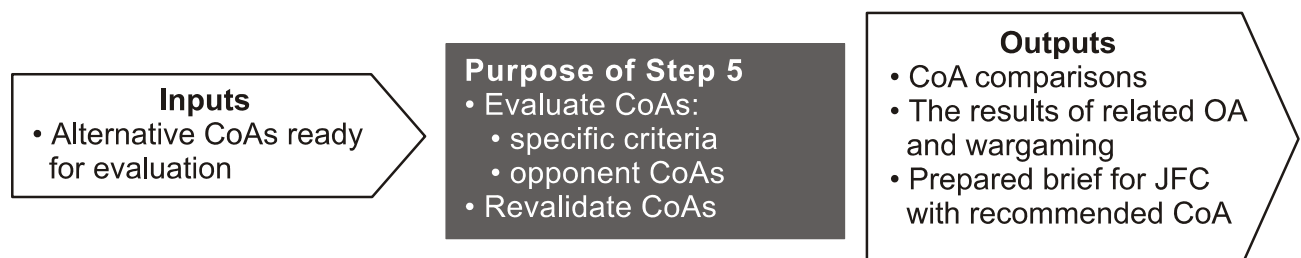 Inputs
• Alternative CoAs ready
for evaluation
Purpose of Step 5
• Evaluate CoAs:
• specific criteria
• opponent CoAs
• Revalidate CoAs
Outputs
• CoA comparisons
• The results of related OA
and wargaming
• Prepared brief for JFC
with recommended CoA